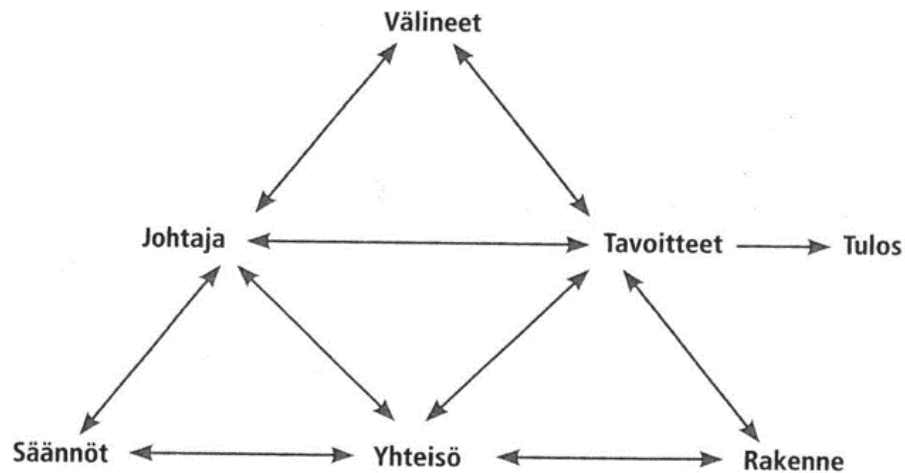 Välineet
Johtaja
Tavoitteet
Tulos
Säännöt
Yhteisö
Rakenne